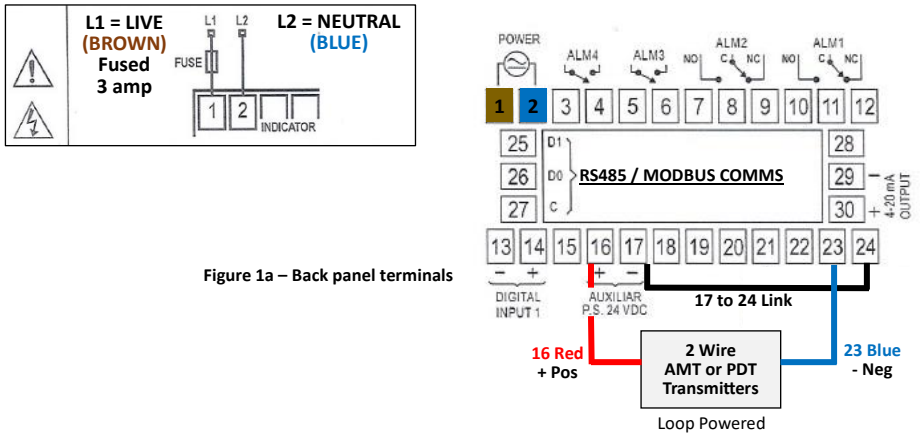 L1 = LIVE
(BROWN)
Fused
3 amp
L1 L2
L2 = NEUTRAL
(BLUE)
FUSE
1 2
INDICATOR
POWER
ALM4
ALM3
ALM2
NO C NC
ALM1
NO C NC
1 2 3 4 5 6 7 8 9 10 11 12
25 D1
26 D0
27 C
RS485 / MODBUS COMMS
28
29 −
30 +
4-20 mA
OUTPUT
13 14 15 16 17 18 19 20 21 22 23 24
− +
DIGITAL
INPUT 1
+ −
AUXILIAR
P.S. 24 VDC
17 to 24 Link
Figure 1a – Back panel terminals
16 Red
+ Pos
2 Wire
AMT or PDT
Transmitters
23 Blue
- Neg
Loop Powered